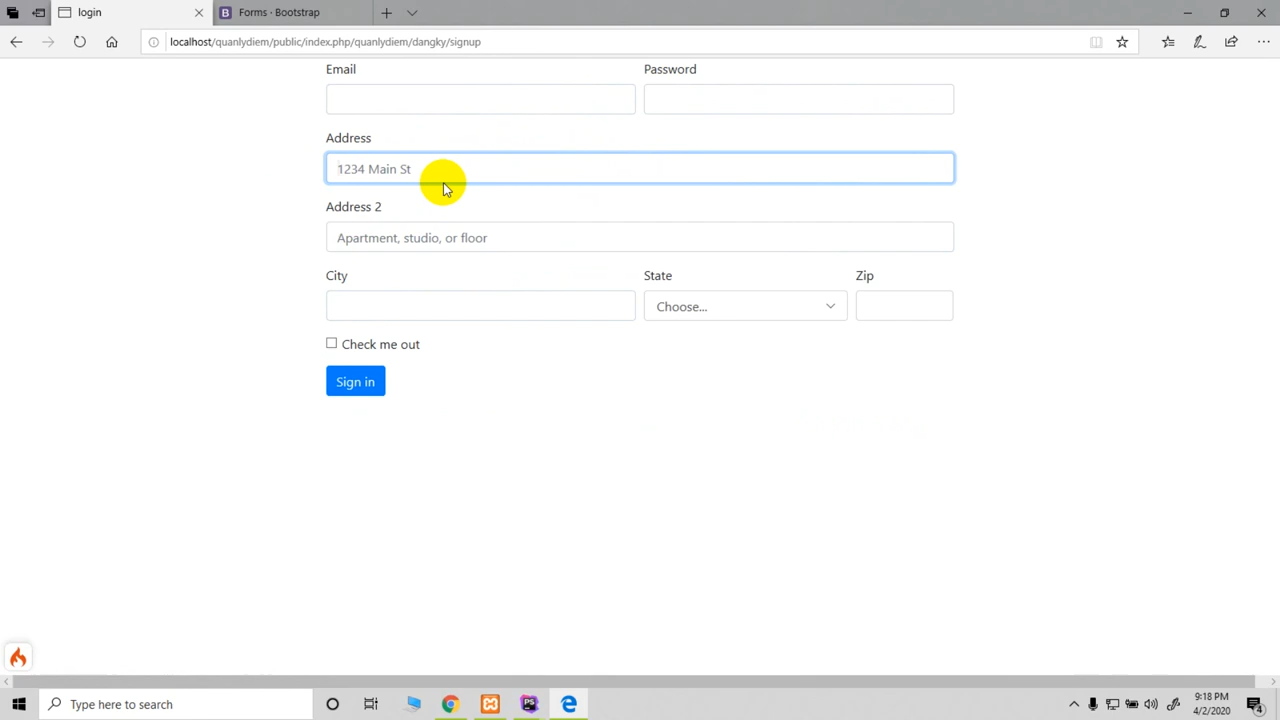 login
Forms · Bootstrap
localhost/quanlydiem/public/index.php/quanlydiem/dangky/signup
Email Password
Address
1234 Main St
Address 2
Apartment, studio, or floor
City State Zip
Choose...
Check me out
Sign in
Type here to search
PS
9:18 PM
4/2/2020
4